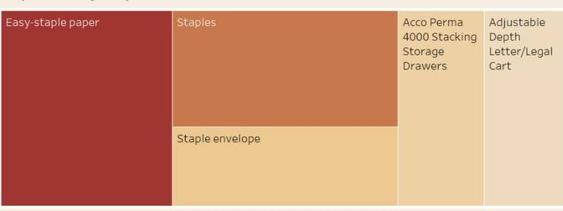 Easy-staple paper
Staples
Staple envelope
Acco Perma
4000 Stacking
Storage
Drawers
Adjustable
Depth
Letter/Legal
Cart